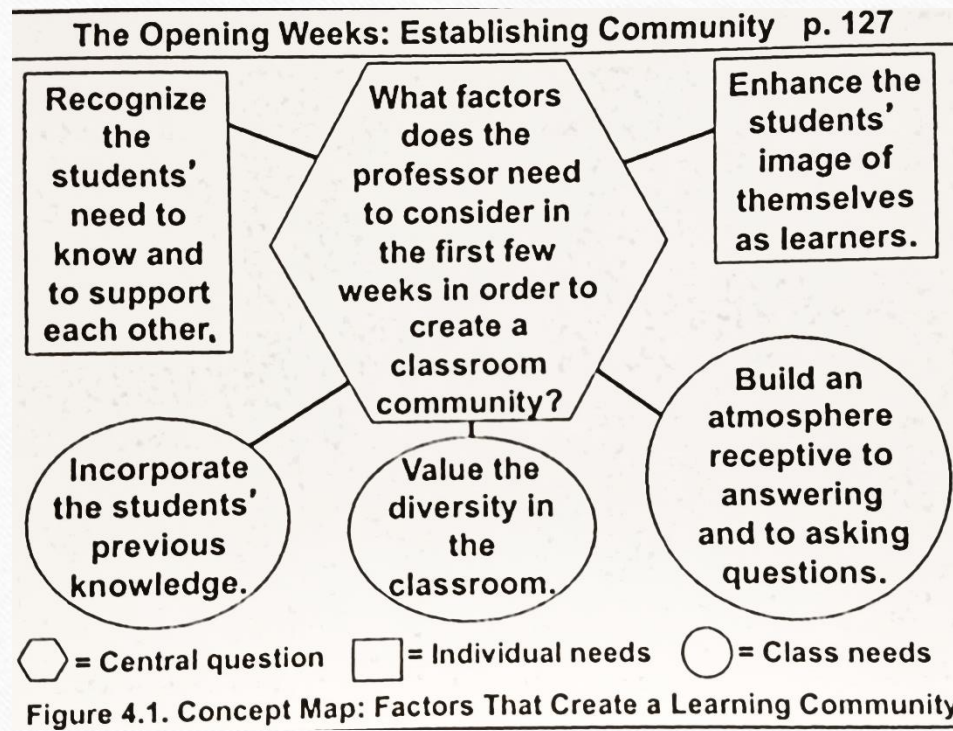 The Opening Weeks: Establishing Community p. 127
Recognize
the
students'
need to
know and
to support
each other.
What factors
does the
professor need
to consider in
the first few
weeks in order to
create a
classroom
community?
Enhance the
students'
image of
themselves
as learners.
Incorporate
the students'
previous
knowledge.
Value the
diversity in
the
classroom.
Build an
atmosphere
receptive to
answering
and to asking
questions.
= Central question = Individual needs = Class needs
Figure 4.1. Concept Map: Factors That Create a Learning Community